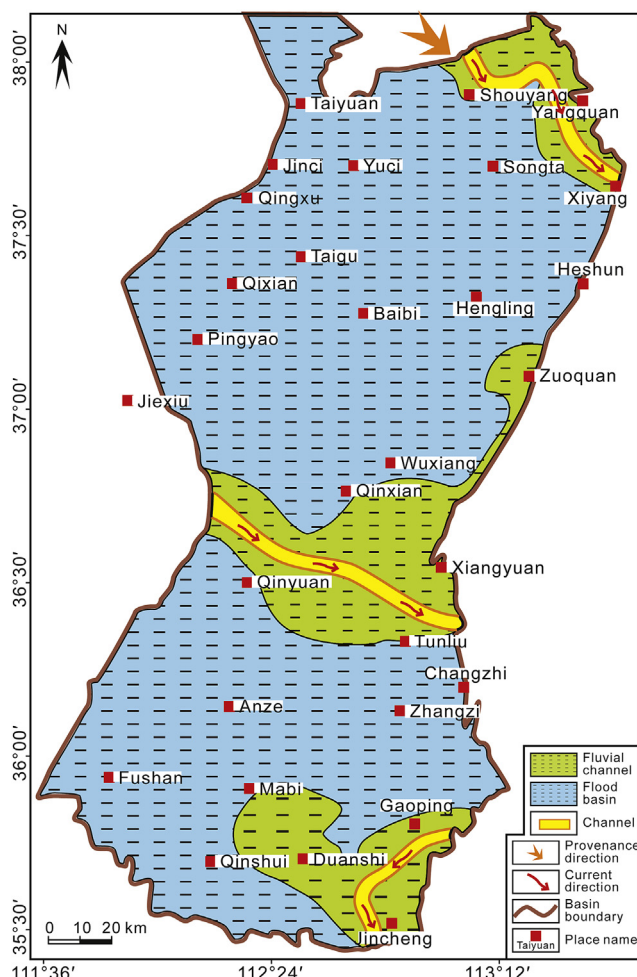 N
38°00'
37°30'
37°00'
36°30'
36°00'
35°30'
Taiyuan
Shouyang
Yangquan
Jinci
Yuci
Songta
Xiyang
Qingxu
Taigu
Heshun
Qixian
Hengling
Baibi
Pingyao
Zuoquan
Jiexiu
Wuxiang
Qinxian
Xiangyuan
Qinyuan
Tunliu
Changzhi
Anze
Zhangzi
Fushan
Mabi
Gaoping
Qinshui
Duanshi
Jincheng
0 10 20 km
111°36'
112°24'
113°12'
Fluvial
channel
Flood
basin
Channel
Provenance
direction
Current
direction
Basin
boundary
Taiyuan
Place name